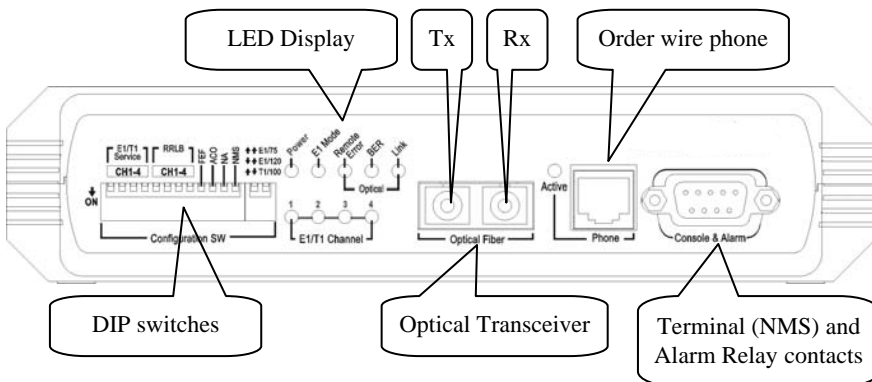 LED Display
Tx
Rx
Order wire phone
E1/T1
Service
RRLB
CH1-4
CH1-4
FEF
ACO
NA
NMS
E1/75
E1/120
T1/100
Power
E1 Mode
Remote
Error
BER
Link
Optical
ON
Configuration SW
1 2 3 4
E1/T1 Channel
Optical Fiber
Active
Phone
Console & Alarm
DIP switches
Optical Transceiver
Terminal (NMS) and
Alarm Relay contacts